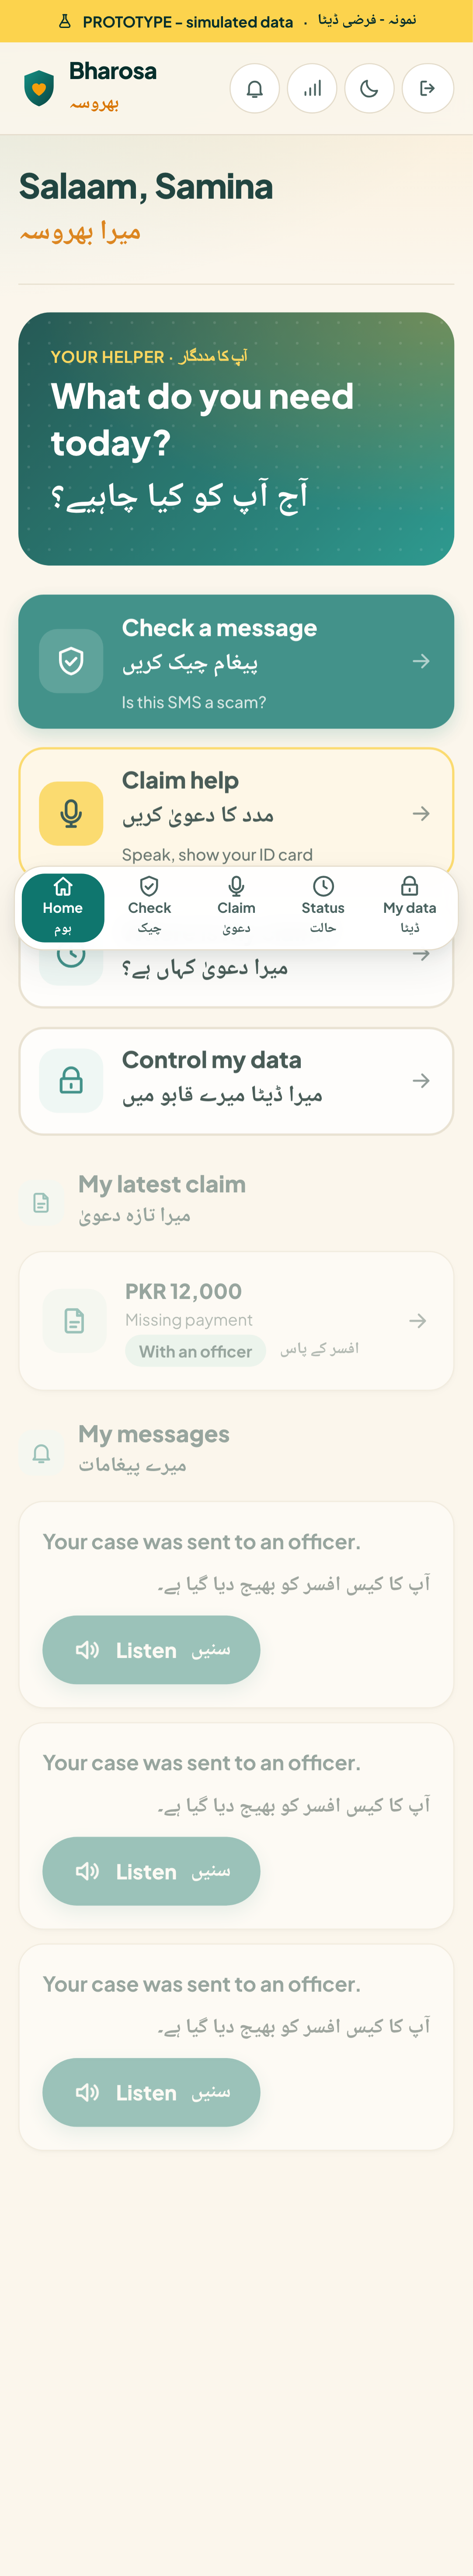 PROTOTYPE - simulated data · نمونہ - فرضی ڈیٹا
Bharosa
بھروسہ
Salaam, Samina
میرا بھروسہ
YOUR HELPER · آپ کا مددگار
What do you need
today?
آج آپ کو کیا چاہیے؟
Check a message
پیغام چیک کریں
Is this SMS a scam?
Claim help
مدد کا دعویٰ کریں
Speak, show your ID card
Home
ہوم
Check
چیک
Claim
دعویٰ
Status
حالت
My data
ڈیٹا
میرا دعویٰ کہاں ہے؟
Control my data
میرا ڈیٹا میرے قابو میں
My latest claim
میرا تازہ دعویٰ
PKR 12,000
Missing payment
With an officer افسر کے پاس
My messages
میرے پیغامات
Your case was sent to an officer.
آپ کا کیس افسر کو بھیج دیا گیا ہے۔
Listen سنیں
Your case was sent to an officer.
آپ کا کیس افسر کو بھیج دیا گیا ہے۔
Listen سنیں
Your case was sent to an officer.
آپ کا کیس افسر کو بھیج دیا گیا ہے۔
Listen سنیں